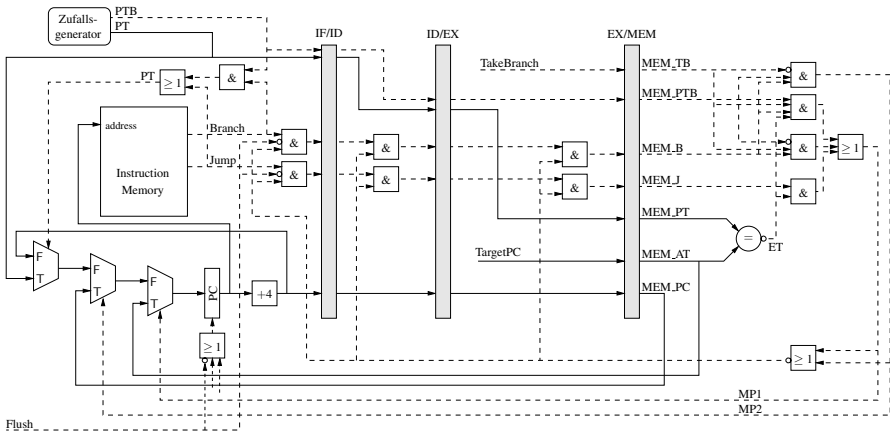 Zufalls-
generator
PTB
PT
IF/ID
ID/EX
EX/MEM
TakeBranch
MEM_TB
&
PT
≥ 1
&
MEM_PTB
&
address
Branch
&
&
&
MEM_B
&
≥ 1
Instruction
Memory
Jump
&
&
&
MEM_J
&
MEM_PT
=
ET
F
T
F
T
F
T
PC
+4
TargetPC
MEM_AT
MEM_PC
≥ 1
≥ 1
MP1
MP2
Flush